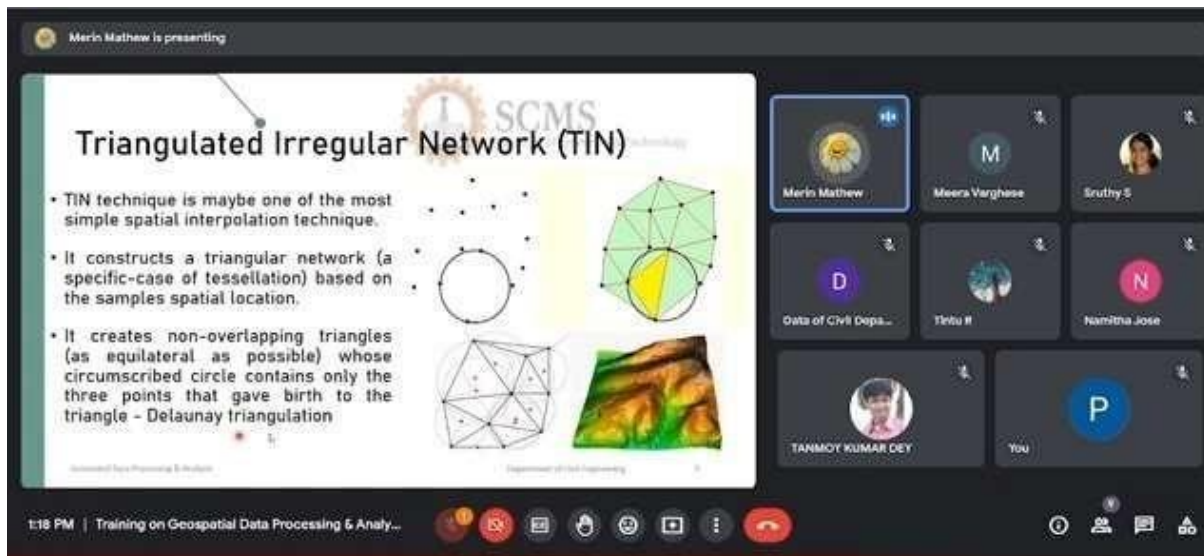 Merin Mathew is presenting
SCMS
Technology
Triangulated Irregular Network (TIN)
• TIN technique is maybe one of the most
simple spatial interpolation technique.
• It constructs a triangular network (a
specific-case of tessellation) based on
the samples spatial location.
• It creates non-overlapping triangles
(as equilateral as possible) whose
circumscribed circle contains only the
three points that gave birth to the
triangle - Delaunay triangulation
Data Processing & Analysis
Department of Civil Engineering
Merin Mathew
M
Meera Varghese
Sruthy S
D
Data of Civil Depa...
Tintu R
N
Namitha Jose
TANMOY KUMAR DEY
P
You
1:18 PM | Training on Geospatial Data Processing & Analy...